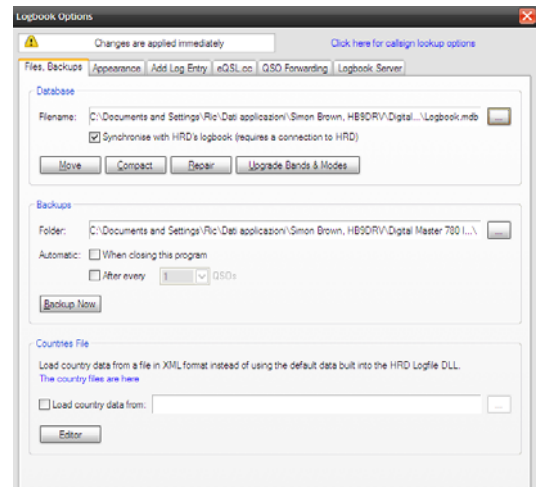 Logbook Options
Changes are applied immediately
Click here for callsign lookup options
Files, Backups
Appearance
Add Log Entry
eQSL.cc
QSO Forwarding
Logbook Server
Database
Filename: C:\Documents and Settings\Ric\Dati applicazioni\Simon Brown, HB9DRV\Digital...\Logbook.mdb ...
Synchronise with HRD's logbook (requires a connection to HRD)
Move
Compact
Repair
Upgrade Bands & Modes
Backups
Folder: C:\Documents and Settings\Ric\Dati applicazioni\Simon Brown, HB9DRV\Digital Master 780 l...\ ...
Automatic: When closing this program
After every 1 QSOs
Backup Now
Countries File
Load country data from a file in XML format instead of using the default data built into the HRD Logfile DLL.
The country files are here
Load country data from: ...
Editor